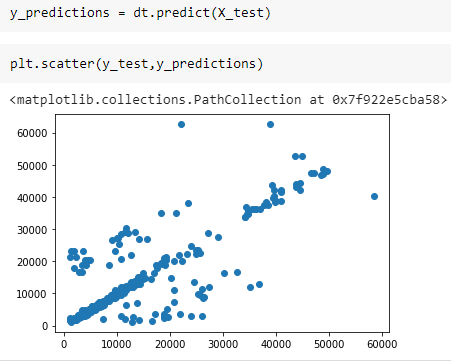 y_predictions = dt.predict(X_test)
plt.scatter(y_test,y_predictions)
<matplotlib.collections.PathCollection at 0x7f922e5cba58>
60000
50000
40000
30000
20000
10000
0
0 10000 20000 30000 40000 50000 60000